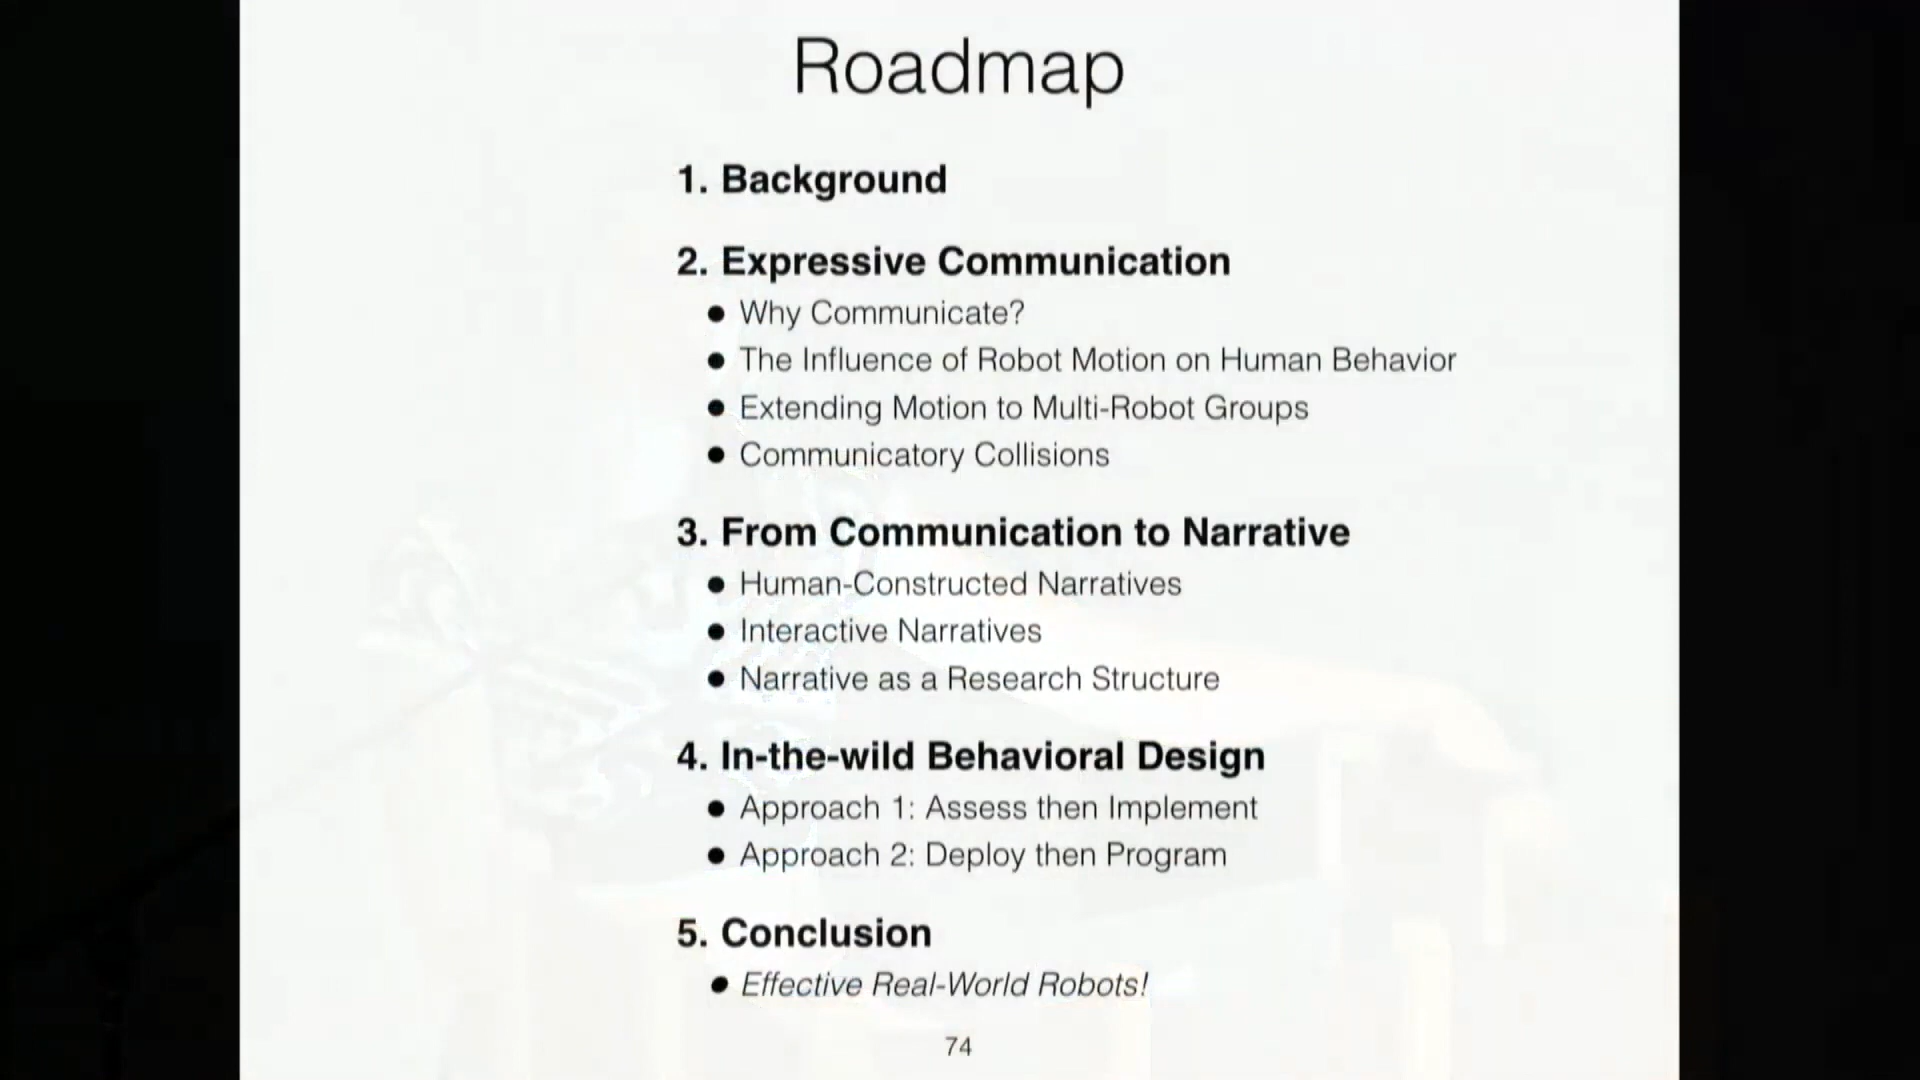 Roadmap
1. Background
2. Expressive Communication
● Why Communicate?
● The Influence of Robot Motion on Human Behavior
● Extending Motion to Multi-Robot Groups
● Communicatory Collisions
3. From Communication to Narrative
● Human-Constructed Narratives
● Interactive Narratives
● Narrative as a Research Structure
4. In-the-wild Behavioral Design
● Approach 1: Assess then Implement
● Approach 2: Deploy then Program
5. Conclusion
● Effective Real-World Robots!
74